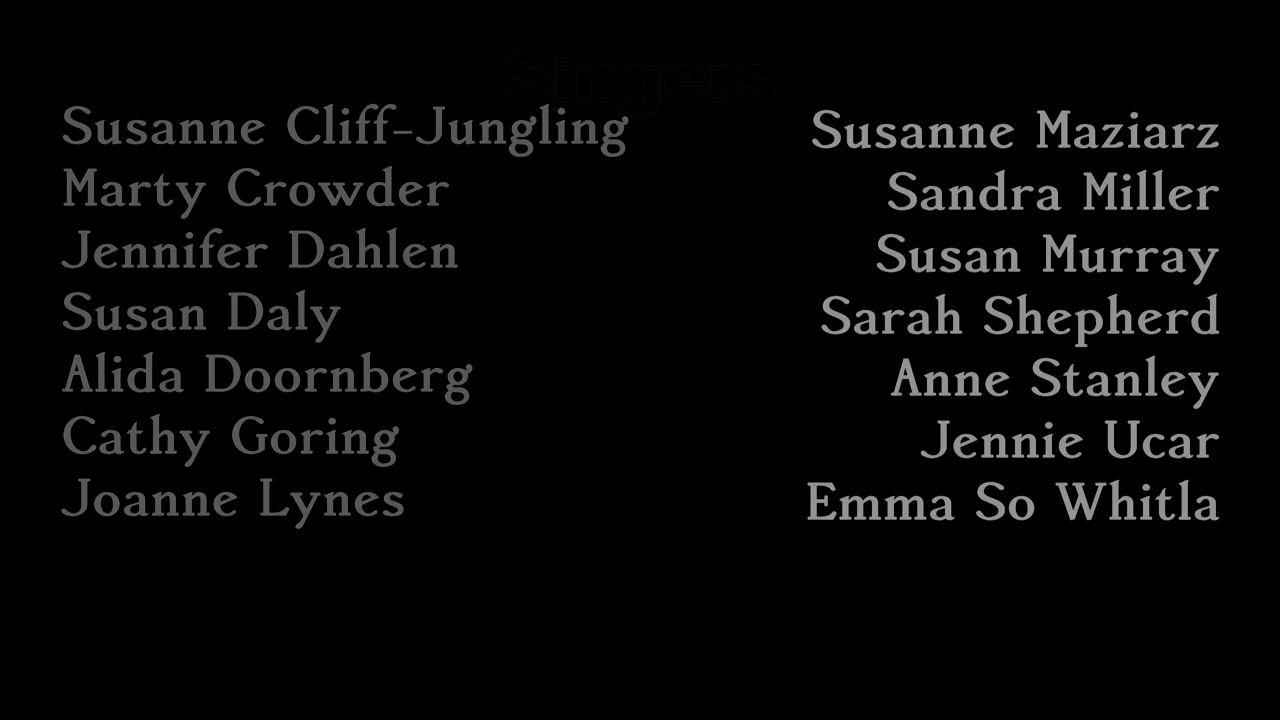 Singers
Susanne Cliff-Jungling
Marty Crowder
Jennifer Dahlen
Susan Daly
Alida Doornberg
Cathy Goring
Joanne Lynes
Susanne Maziarz
Sandra Miller
Susan Murray
Sarah Shepherd
Anne Stanley
Jennie Ucar
Emma So Whitla